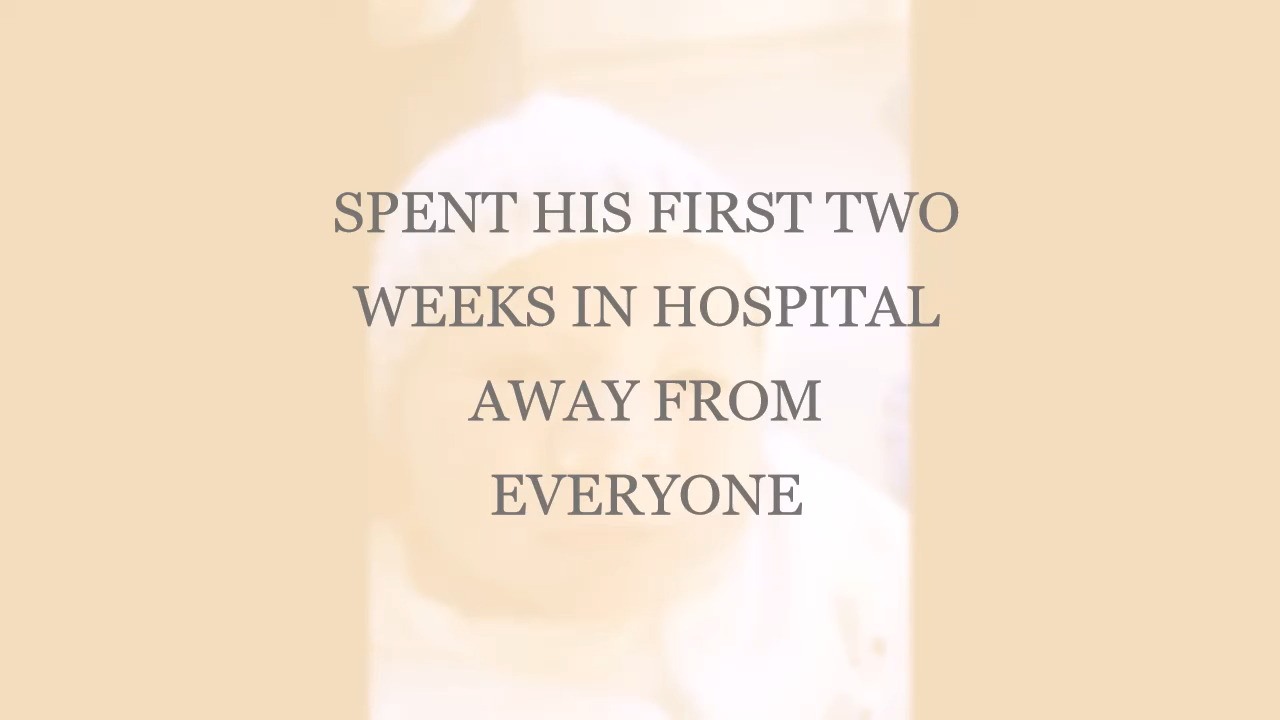 SPENT HIS FIRST TWO
WEEKS IN HOSPITAL
AWAY FROM
EVERYONE